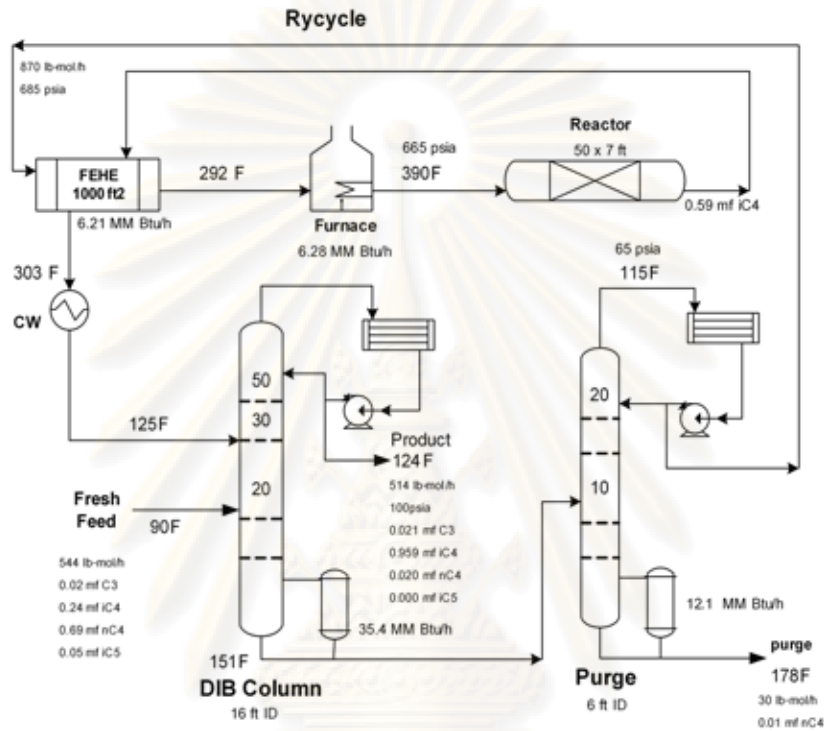 Rycycle
870 lb-mol/h
685 psia
FEHE
1000 ft2
6.21 MM Btu/h
292 F
Furnace
6.28 MM Btu/h
665 psia
390F
Reactor
50 x 7 ft
0.59 mf iC4
303 F
CW
125F
Fresh
Feed
90F
544 lb-mol/h
0.02 mf C3
0.24 mf iC4
0.69 mf nC4
0.05 mf iC5
50
30
20
Product
124F
514 lb-mol/h
100psia
0.021 mf C3
0.959 mf iC4
0.020 mf nC4
0.000 mf iC5
35.4 MM Btu/h
151F
DIB Column
16 ft ID
65 psia
115F
20
10
12.1 MM Btu/h
Purge
6 ft ID
purge
178F
30 lb-mol/h
0.01 mf nC4